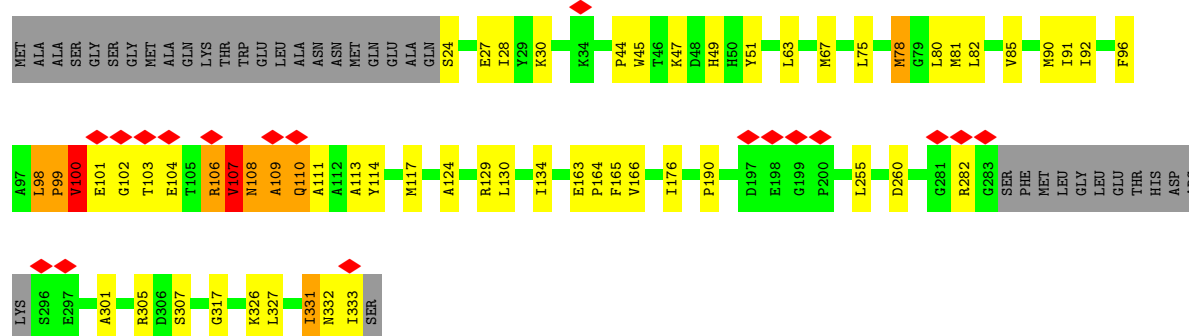 MET ALA ALA SER GLY SER GLY MET ALA GLN LYS THR TRP GLU LEU ALA ASN ASN MET GLN GLU ALA GLN S24 E27 I28 Y29 K30 K34 P44 W45 T46 K47 D48 H49 H50 Y51 L63 M67 L75 M78 G79 L80 M81 L82 V85 M90 I91 I92 F96
A97 L98 P99 V100 E101 G102 T103 E104 T105 R106 V107 N108 A109 Q110 A111 A112 A113 Y114 M117 A124 R129 L130 I134 E163 P164 F165 V166 I176 P190 D197 E198 G199 P200 L255 D260 G281 R282 G283 SER PHE MET LEU GLY LEU GLU THR HIS ASP
LYS S296 E297 A301 R305 D306 S307 G317 K326 L327 I331 N332 I333 SER